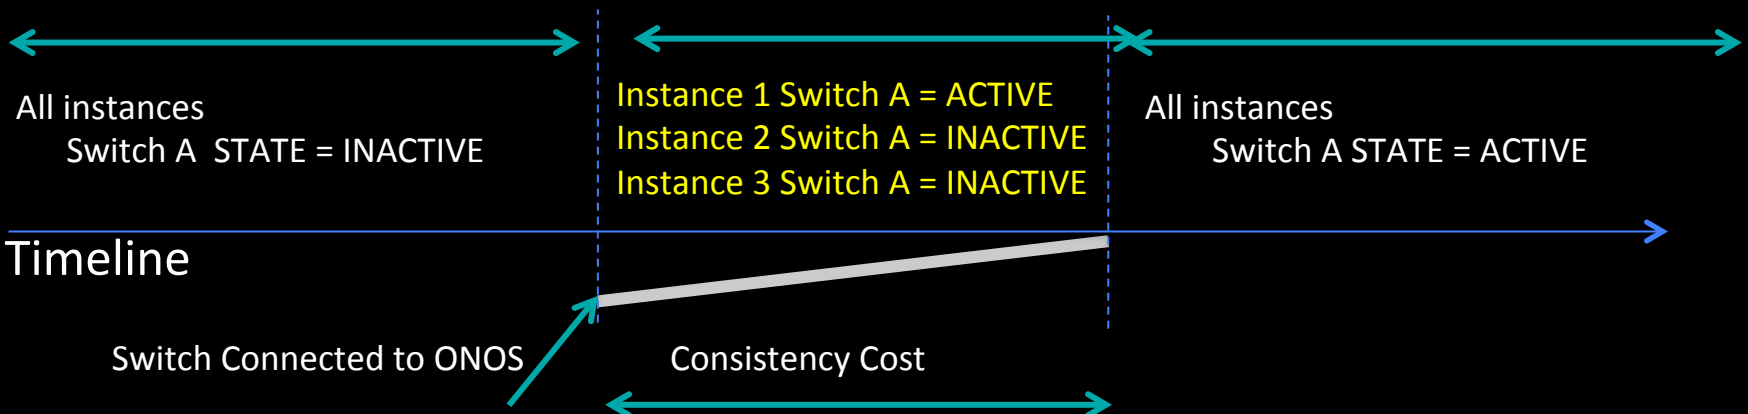 All instances
Switch A STATE = INACTIVE
Instance 1 Switch A = ACTIVE
Instance 2 Switch A = INACTIVE
Instance 3 Switch A = INACTIVE
All instances
Switch A STATE = ACTIVE
Timeline
Switch Connected to ONOS
Consistency Cost